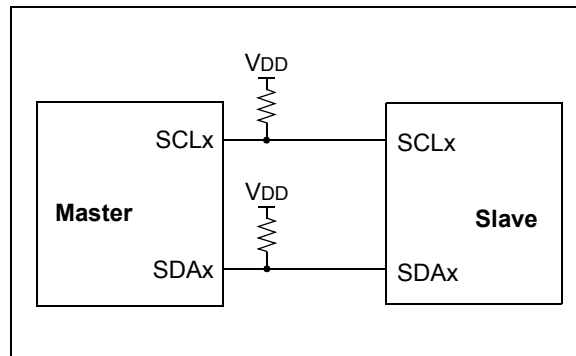 VDD
SCLx SCLx
Master
VDD
Slave
SDAx SDAx